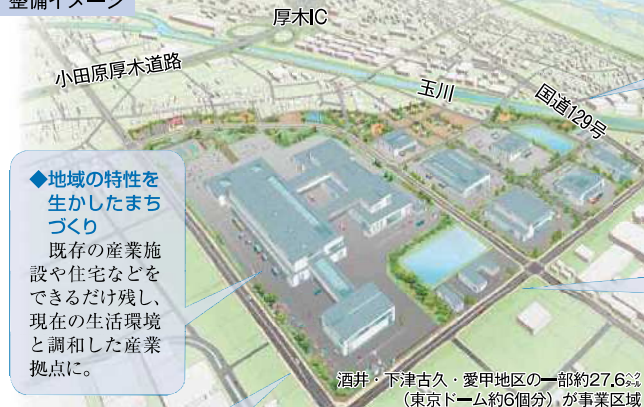 整備イメージ
厚木IC
小田原厚木道路
玉川
国道129号
◆地域の特性を
生かしたまち
づくり
既存の産業施
設や住宅などを
できるだけ残し、
現在の生活環境
と調和した産業
拠点に。
酒井・下津古久・愛甲地区の一部約27.6㌶
（東京ドーム約6個分）が事業区域